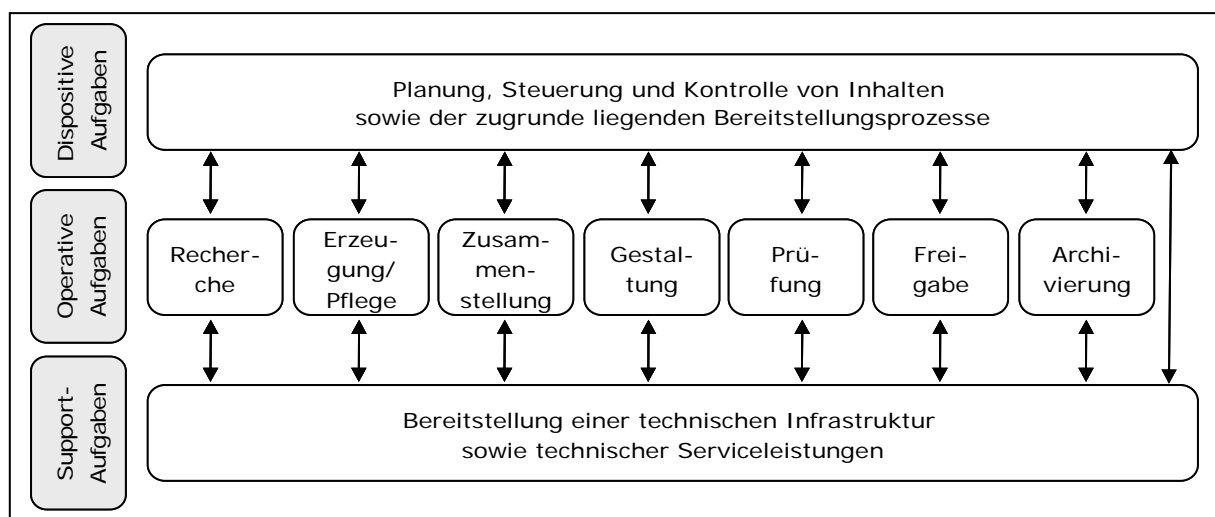 Dispositive
Aufgaben
Planung, Steuerung und Kontrolle von Inhalten
sowie der zugrunde liegenden Bereitstellungsprozesse
Operative
Aufgaben
Recher-
che
Erzeu-
gung/
Pflege
Zusam-
men-
stellung
Gestal-
tung
Prü-
fung
Frei-
gabe
Archi-
vierung
Support-
Aufgaben
Bereitstellung einer technischen Infrastruktur
sowie technischer Serviceleistungen